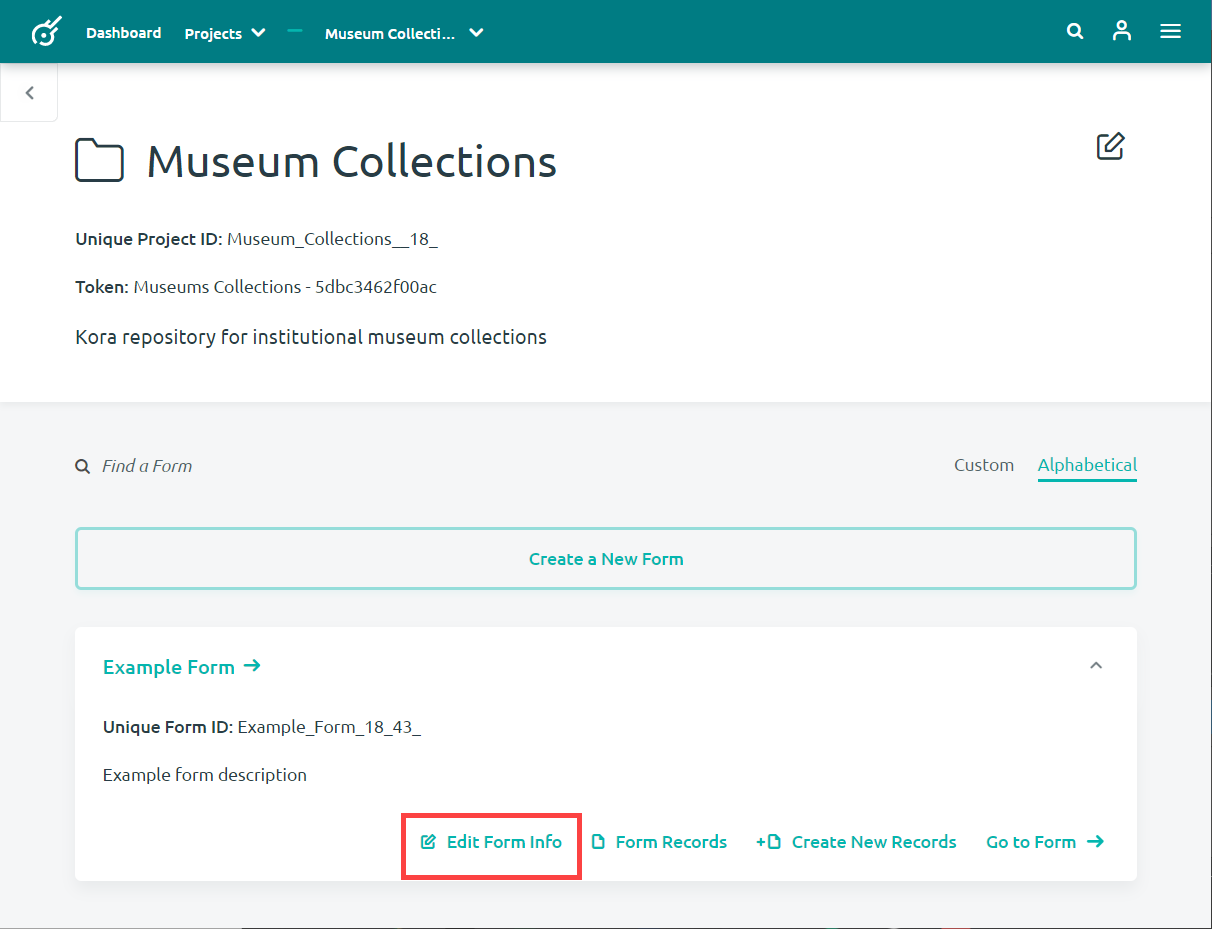 Dashboard Projects Museum Collecti...
Museum Collections
Unique Project ID: Museum_Collections__18_
Token: Museums Collections - 5dbc3462f00ac
Kora repository for institutional museum collections
Find a Form Custom Alphabetical
Create a New Form
Example Form
Unique Form ID: Example_Form_18_43_
Example form description
Edit Form Info Form Records + Create New Records Go to Form